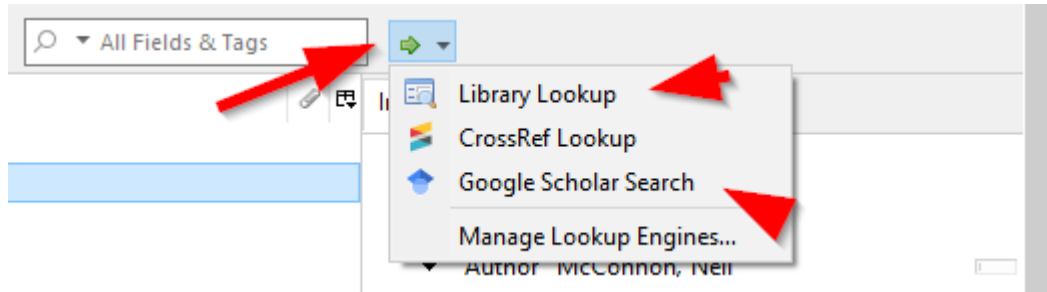 All Fields & Tags
Library Lookup
CrossRef Lookup
Google Scholar Search
Manage Lookup Engines...
Author McConnon, Neil